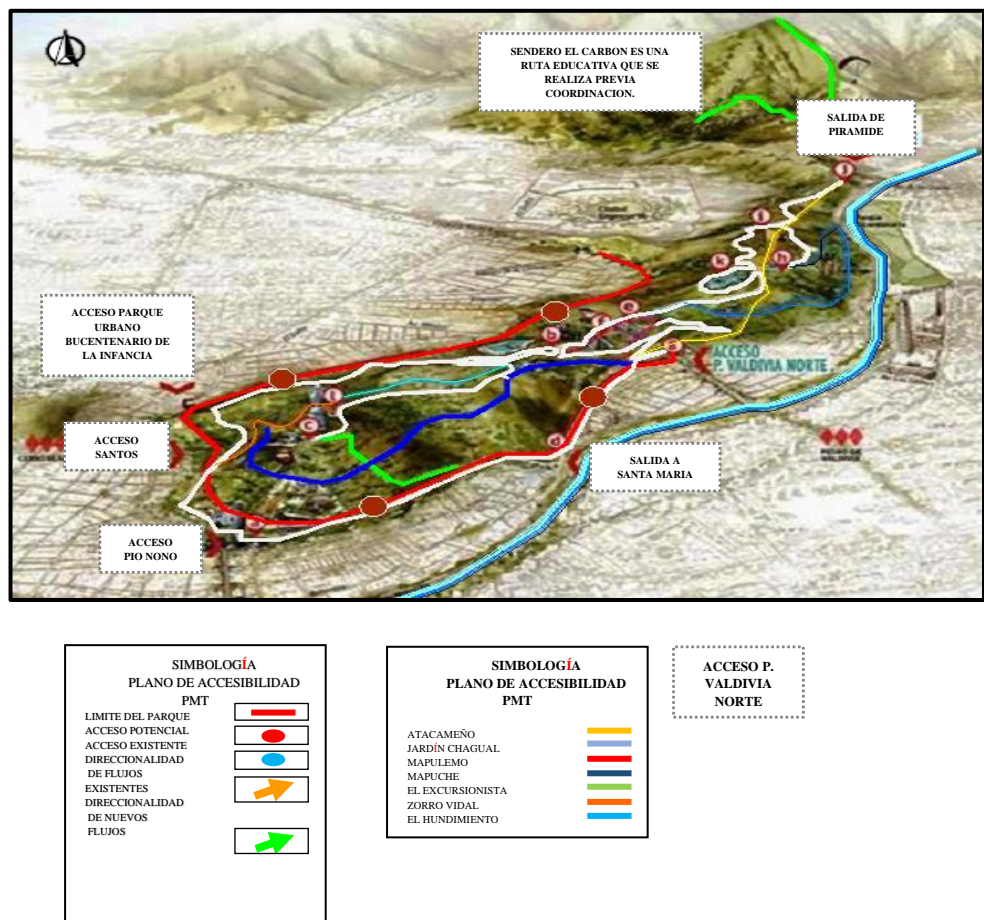 SENDERO EL CARBON ES UNA
RUTA EDUCATIVA QUE SE
REALIZA PREVIA
COORDINACION.
SALIDA DE
PIRAMIDE
ACCESO PARQUE
URBANO
BUCENTENARIO DE
LA INFANCIA
ACCESO
SANTOS
ACCESO
PIO NONO
SALIDA A
SANTA MARIA
ACCESO
P. VALDIVIA NORTE
PEDRO DE
VALDIVIA
j
i
h
k
e
f
b
a
l
c
d
SIMBOLOGÍA
PLANO DE ACCESIBILIDAD
PMT
LIMITE DEL PARQUE
ACCESO POTENCIAL
ACCESO EXISTENTE
DIRECCIONALIDAD
DE FLUJOS
EXISTENTES
DIRECCIONALIDAD
DE NUEVOS
FLUJOS
SIMBOLOGÍA
PLANO DE ACCESIBILIDAD
PMT
ATACAMEÑO
JARDÍN CHAGUAL
MAPULEMO
MAPUCHE
EL EXCURSIONISTA
ZORRO VIDAL
EL HUNDIMIENTO
ACCESO P.
VALDIVIA
NORTE